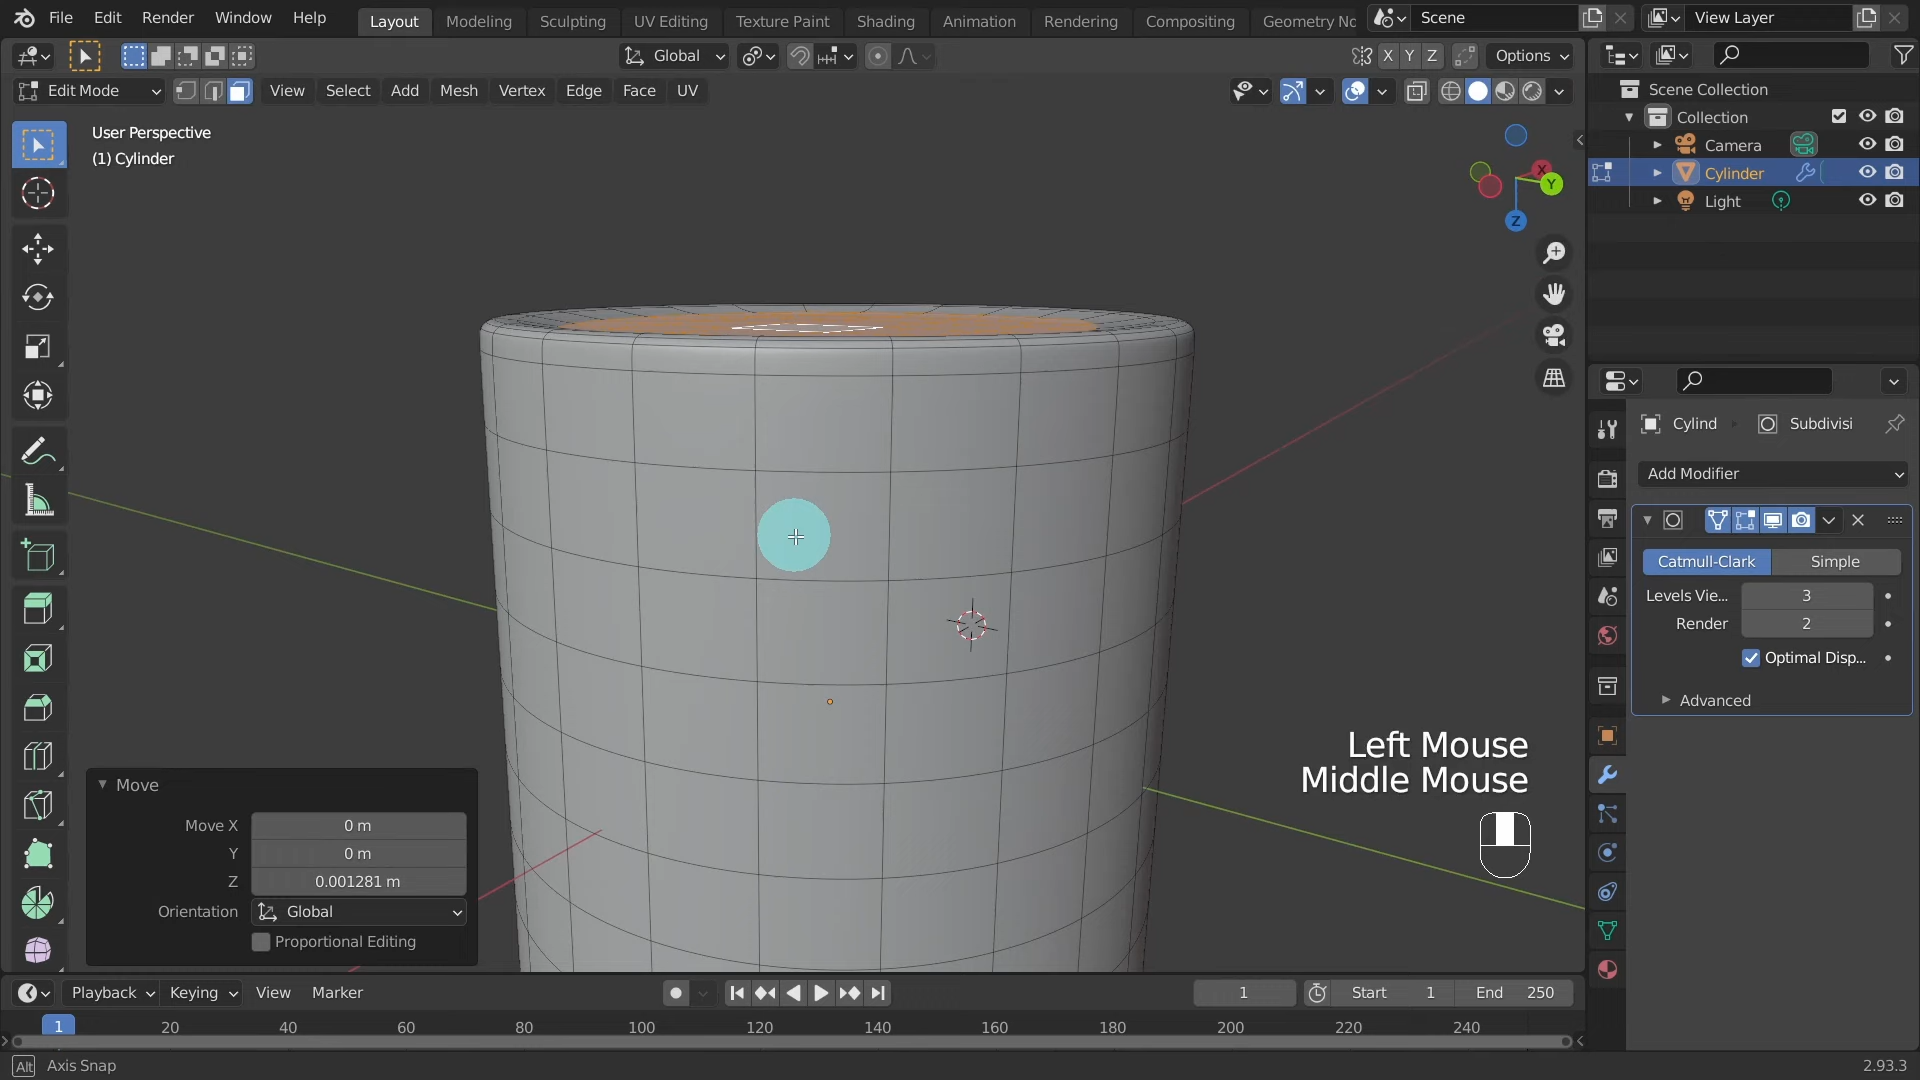 File Edit Render Window Help
Layout Modeling Sculpting UV Editing Texture Paint Shading Animation Rendering Compositing Geometry No
Scene
View Layer
Global
X Y Z
Options
Edit Mode
View Select Add Mesh Vertex Edge Face UV
User Perspective
(1) Cylinder
X
Y
Z
Scene Collection
Collection
Camera
Cylinder
Light
Cylind
Subdivisi
Add Modifier
Catmull-Clark Simple
Levels Vie... 3
Render 2
Optimal Disp...
Advanced
Left Mouse
Middle Mouse
Move
Move X 0 m
Y 0 m
Z 0.001281 m
Orientation Global
Proportional Editing
Playback Keying View Marker
1
Start 1
End 250
1 20 40 60 80 100 120 140 160 180 200 220 240
Alt Axis Snap
2.93.3